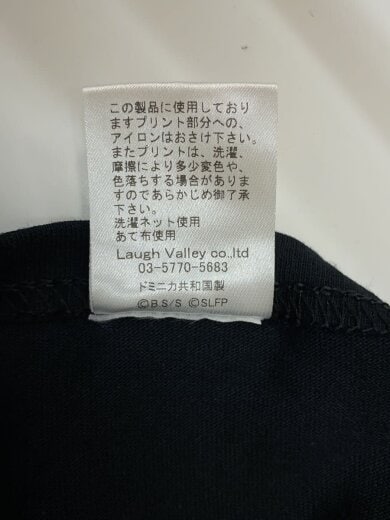 この製品に使用しており
ますプリント部分への、
アイロンはおさけ下さい。
またプリントは、洗濯、
摩擦により多少変色や、
色落ちする場合がありま
すのであらかじめ御了承
下さい。
洗濯ネット使用
あて布使用
Laugh Valley co.,ltd
03-5770-5683
ドミニカ共和国製
©B.S/S ©SLFP